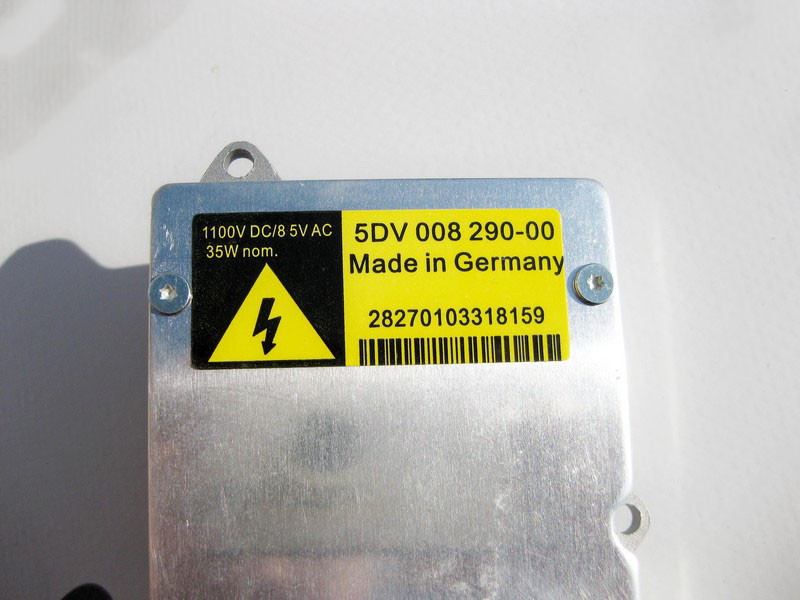 1100V DC/8 5V AC
35W nom.
5DV 008 290-00
Made in Germany
28270103318159